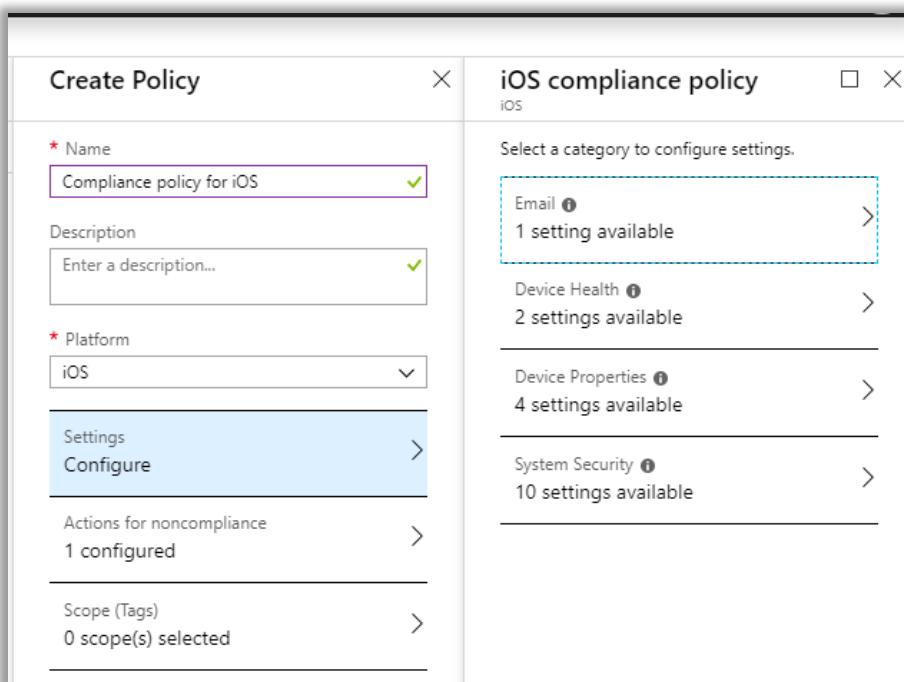 Create Policy
* Name
Compliance policy for iOS
Description
Enter a description...
* Platform
iOS
Settings
Configure
Actions for noncompliance
1 configured
Scope (Tags)
0 scope(s) selected
iOS compliance policy
iOS
Select a category to configure settings.
Email
1 setting available
Device Health
2 settings available
Device Properties
4 settings available
System Security
10 settings available